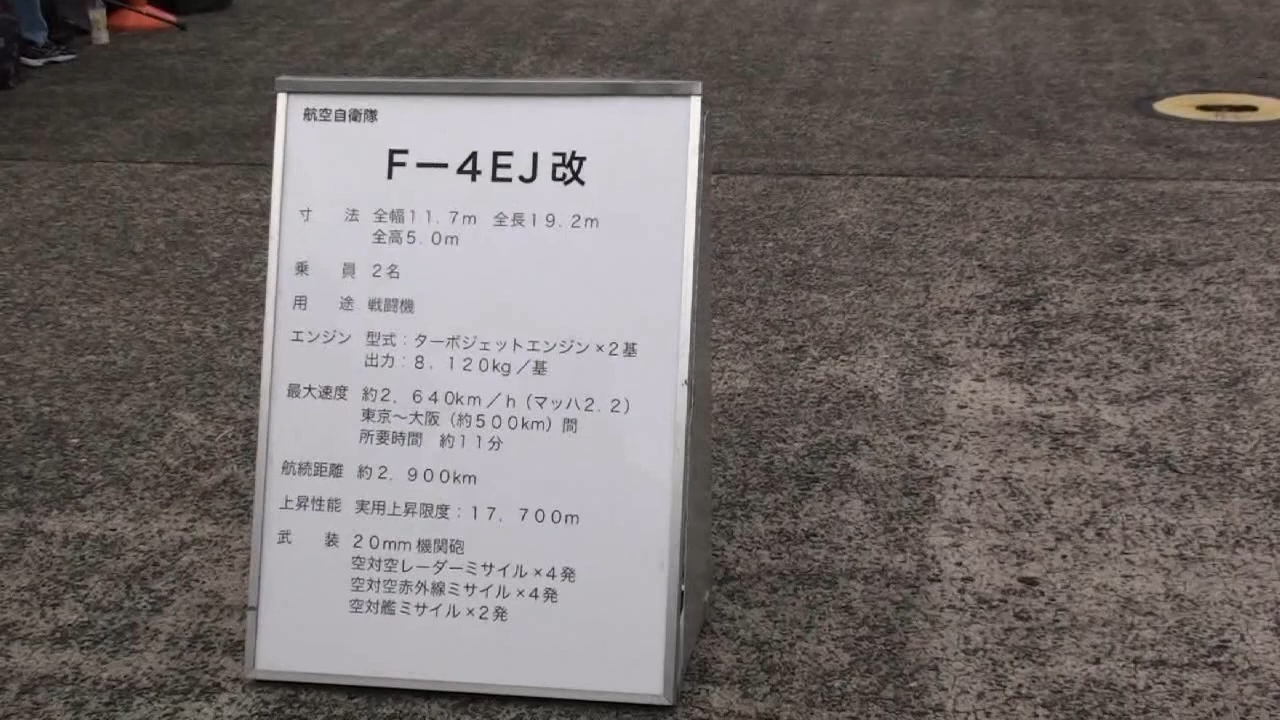 航空自衛隊
F－4EJ改
寸　法　全幅１１．７ｍ　全長１９．２ｍ
全高５．０ｍ
乗　員　２名
用　途　戦闘機
エンジン　型式：ターボジェットエンジン×２基
出力：８，１２０kg／基
最大速度　約２，６４０km／h（マッハ２．２）
東京～大阪（約５００km）間
所要時間　約１１分
航続距離　約２，９００km
上昇性能　実用上昇限度：１７，７００ｍ
武　装　２０mm機関砲
空対空レーダーミサイル×４発
空対空赤外線ミサイル×４発
空対艦ミサイル×２発